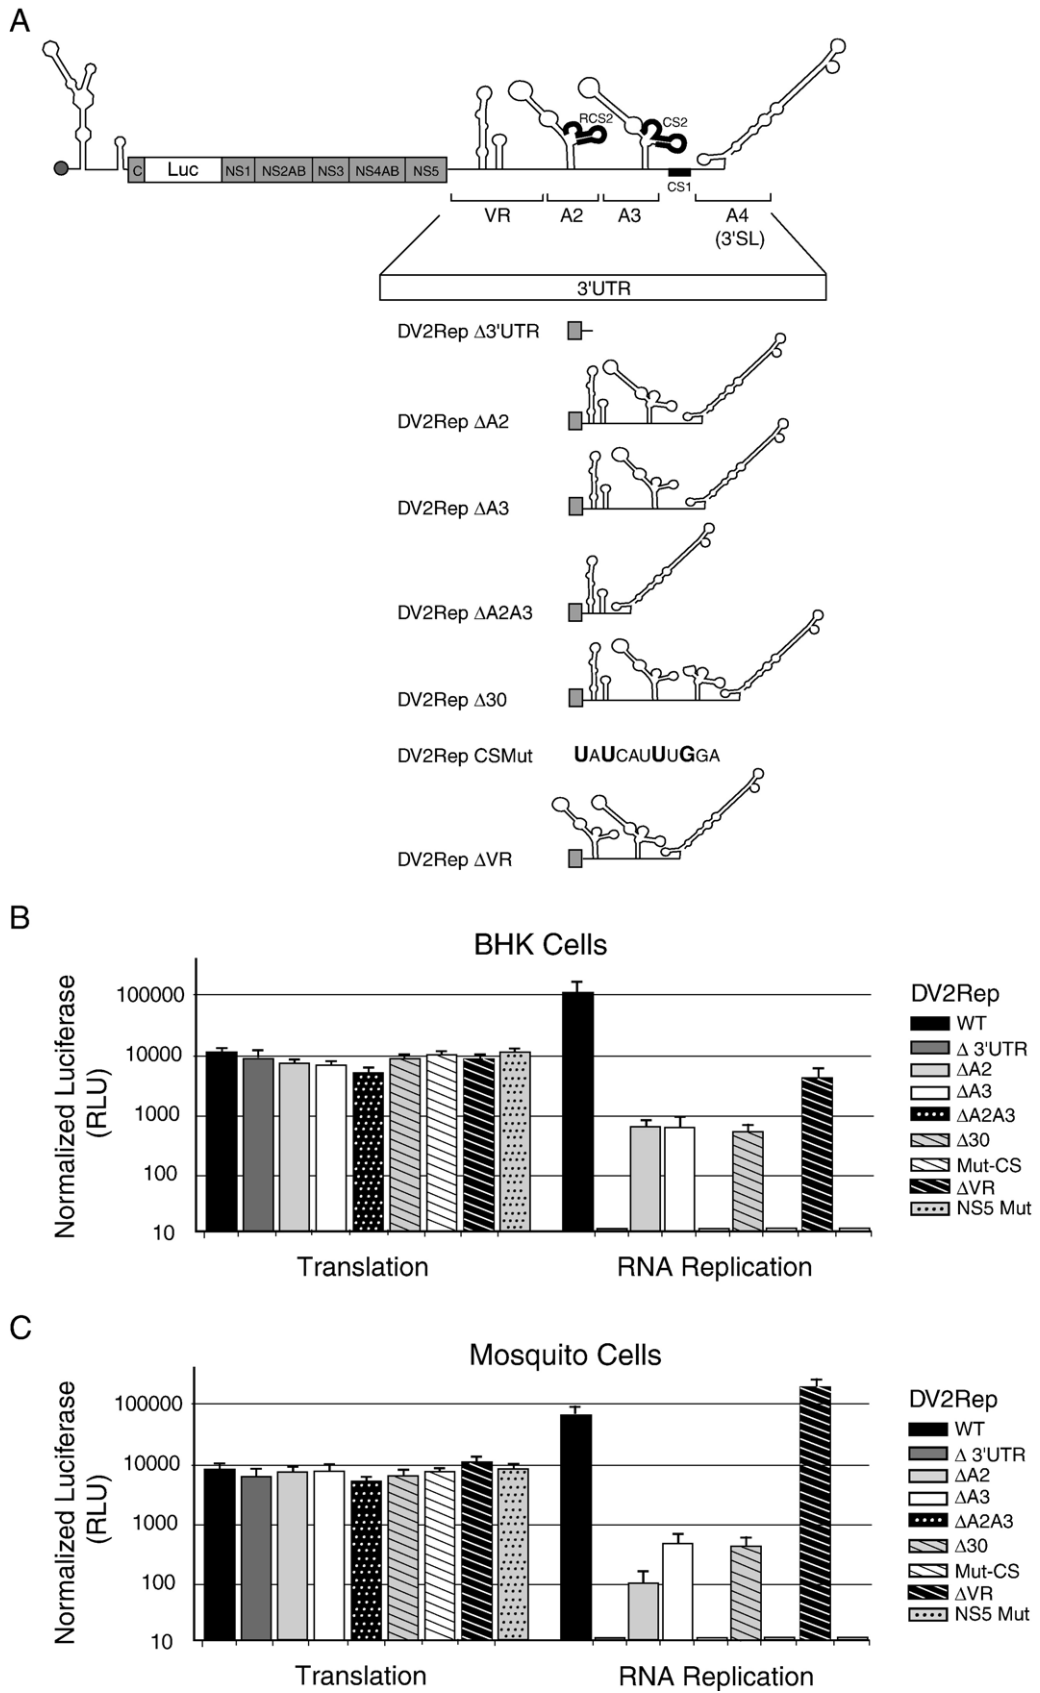 A
RCS2
CS2
C
Luc
NS1
NS2AB
NS3
NS4AB
NS5
CS1
VR
A2
A3
A4
(3'SL)
3'UTR
DV2Rep Δ3'UTR
DV2Rep ΔA2
DV2Rep ΔA3
DV2Rep ΔA2A3
DV2Rep Δ30
DV2Rep CSMut UAUCAUUUGGA
DV2Rep ΔVR
B
BHK Cells
Normalized Luciferase
(RLU)
100000
10000
1000
100
10
Translation
RNA Replication
DV2Rep
WT
Δ 3'UTR
ΔA2
ΔA3
ΔA2A3
Δ30
Mut-CS
ΔVR
NS5 Mut
C
Mosquito Cells
Normalized Luciferase
(RLU)
100000
10000
1000
100
10
Translation
RNA Replication
DV2Rep
WT
Δ 3'UTR
ΔA2
ΔA3
ΔA2A3
Δ30
Mut-CS
ΔVR
NS5 Mut